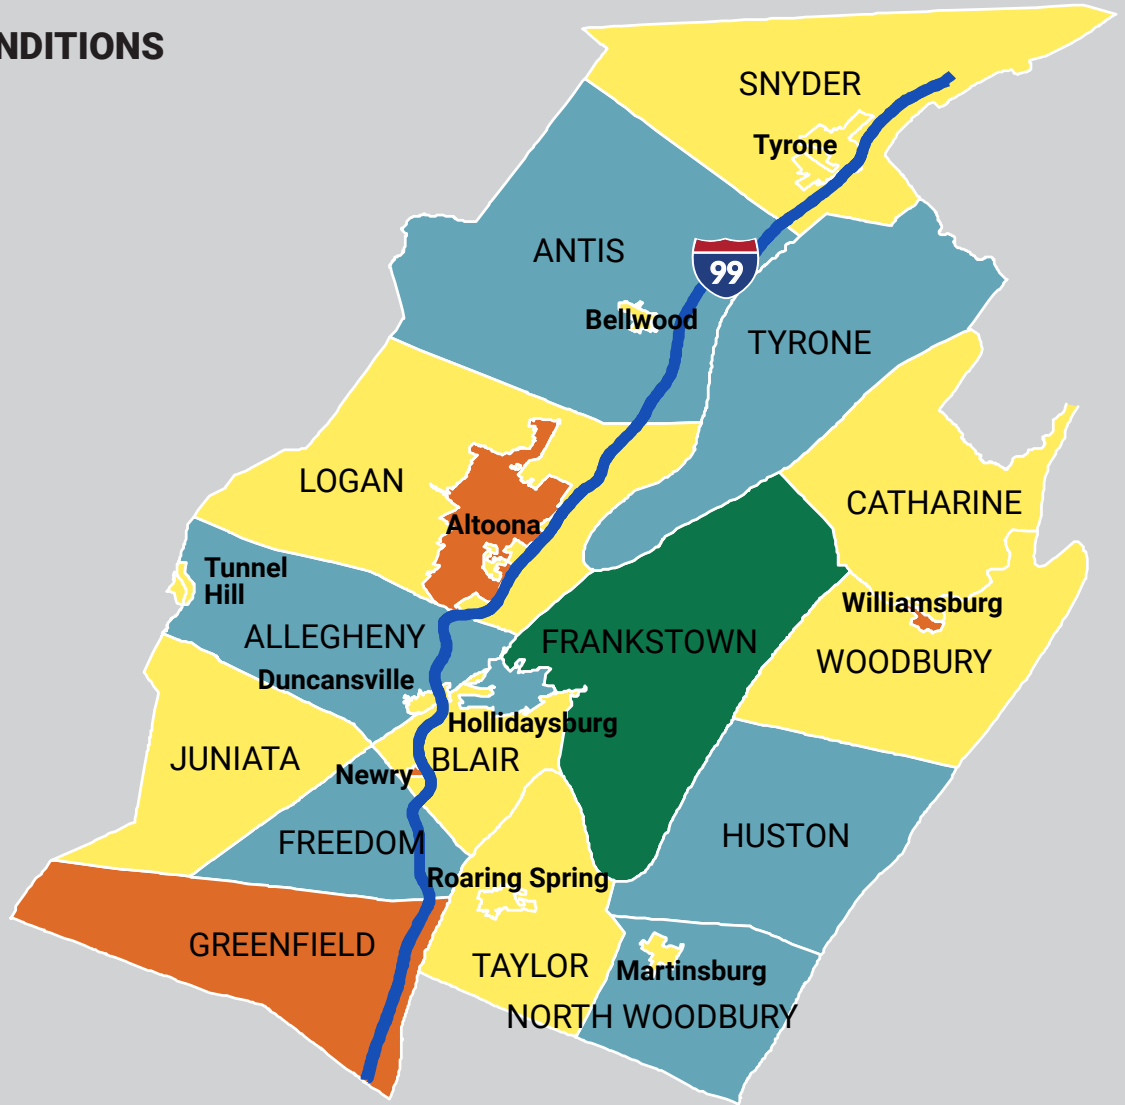 NDITIONS
SNYDER
Tyrone
ANTIS
99
Bellwood
TYRONE
LOGAN
CATHARINE
Altoona
Tunnel
Hill
Williamsburg
ALLEGHENY
FRANKSTOWN
WOODBURY
Duncansville
Hollidaysburg
JUNIATA
BLAIR
Newry
HUSTON
FREEDOM
Roaring Spring
GREENFIELD
TAYLOR
Martinsburg
NORTH WOODBURY